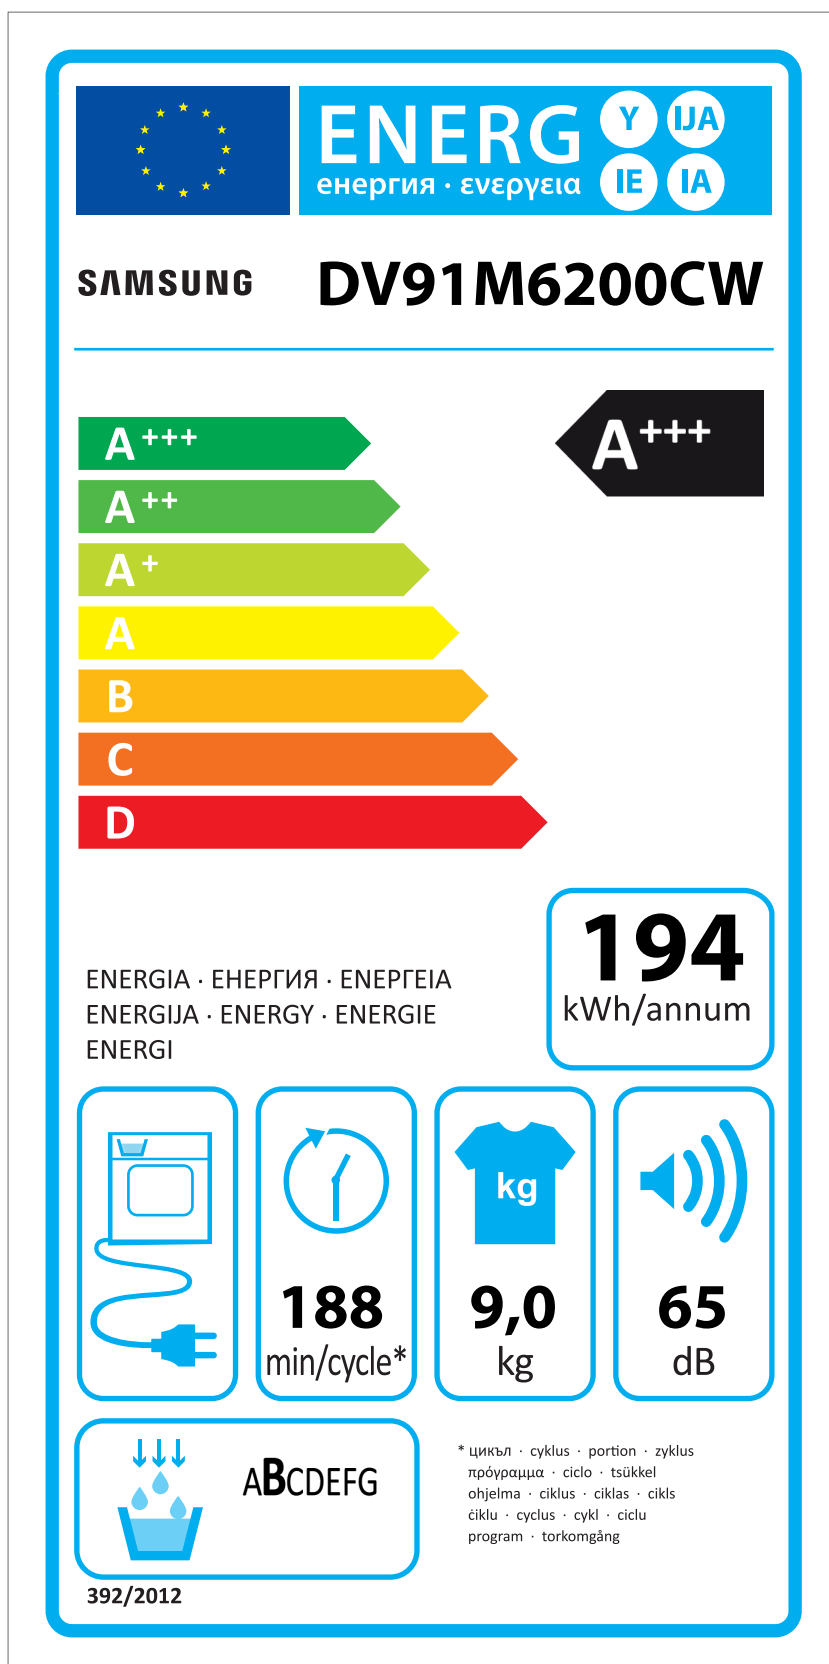 ENERG
Y IJA
енергия · ενεργεια
IE IA
SAMSUNG DV91M6200CW
A+++
A+++
A++
A+
A
B
C
D
194
kWh/annum
ENERGIA · ЕНЕРГИЯ · ΕΝΕΡΓΕΙΑ
ENERGIJA · ENERGY · ENERGIE
ENERGI
188
min/cycle*
kg
9,0
kg
65
dB
ABCDEFG
* цикъл · cyklus · portion · zyklus
πρόγραμμα · ciclo · tsükkel
ohjelma · ciklus · ciklas · cikls
ċiklu · cyclus · cykl · ciclu
program · torkomgång
392/2012